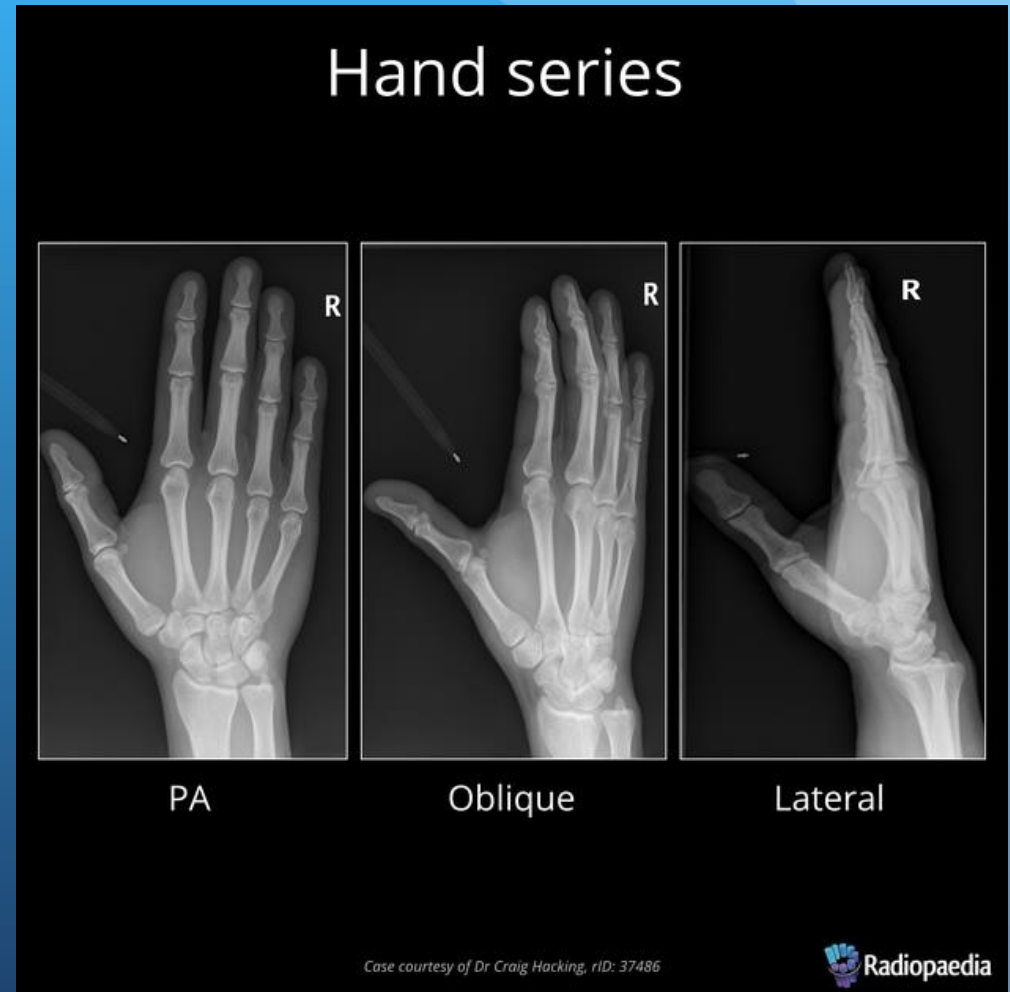 Hand series
R
R
R
PA
Oblique
Lateral
Case courtesy of Dr Craig Hacking, rID: 37486
Radiopaedia